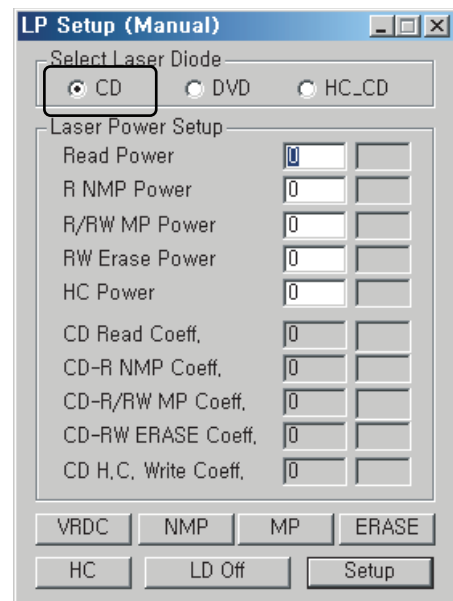 LP Setup (Manual)
Select Laser Diode
CD DVD HC_CD
Laser Power Setup
Read Power 0
R NMP Power 0
R/RW MP Power 0
RW Erase Power 0
HC Power 0
CD Read Coeff, 0
CD-R NMP Coeff, 0
CD-R/RW MP Coeff, 0
CD-RW ERASE Coeff, 0
CD H,C, Write Coeff, 0
VRDC NMP MP ERASE
HC LD Off Setup